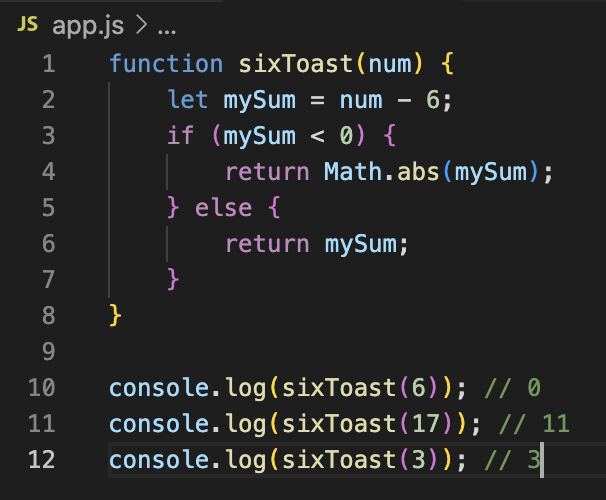 JS app.js > ...
1 function sixToast(num) {
2 let mySum = num - 6;
3 if (mySum < 0) {
4 return Math.abs(mySum);
5 } else {
6 return mySum;
7 }
8 }
9
10 console.log(sixToast(6)); // 0
11 console.log(sixToast(17)); // 11
12 console.log(sixToast(3)); // 3